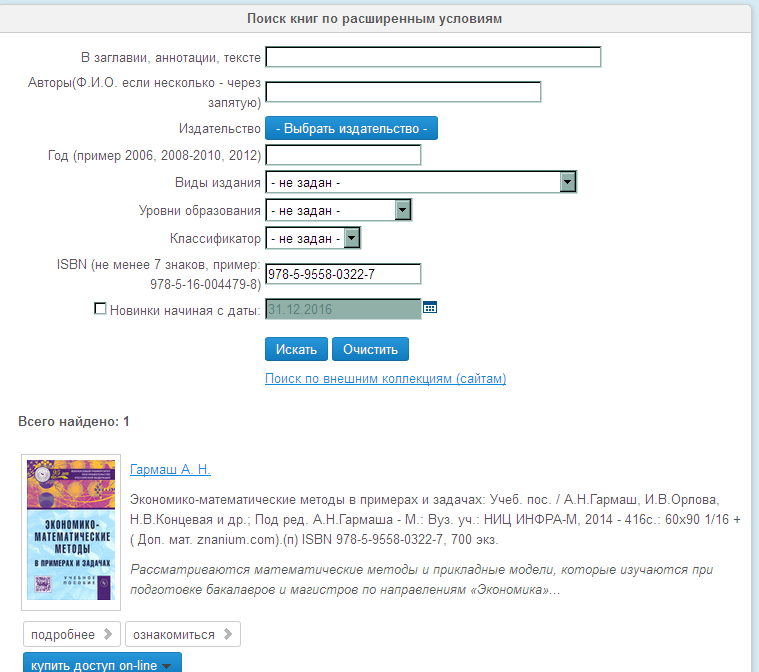 Поиск книг по расширенным условиям
В заглавии, аннотации, тексте
Авторы(Ф.И.О. если несколько - через
запятую)
Издательство - Выбрать издательство -
Год (пример 2006, 2008-2010, 2012)
Виды издания - не задан -
Уровни образования - не задан -
Классификатор - не задан -
ISBN (не менее 7 знаков, пример:
978-5-16-004479-8) 978-5-9558-0322-7
Новинки начиная с даты: 31.12.2016
Искать Очистить
Поиск по внешним коллекциям (сайтам)
Всего найдено: 1
Гармаш А. Н.
Экономико-математические методы в примерах и задачах: Учеб. пос. / А.Н.Гармаш, И.В.Орлова,
Н.В.Концевая и др.; Под ред. А.Н.Гармаша - М.: Вуз. уч.: НИЦ ИНФРА-М, 2014 - 416с.: 60x90 1/16 +
( Доп. мат. znanium.com).(п) ISBN 978-5-9558-0322-7, 700 экз.
Рассматриваются математические методы и прикладные модели, которые изучаются при
подготовке бакалавров и магистров по направлениям «Экономика»...
ЭКОНОМИКО-
МАТЕМАТИЧЕСКИЕ
МЕТОДЫ
В ПРИМЕРАХ И ЗАДАЧАХ
УЧЕБНОЕ
ПОСОБИЕ
подробнее ознакомиться
купить доступ on-line